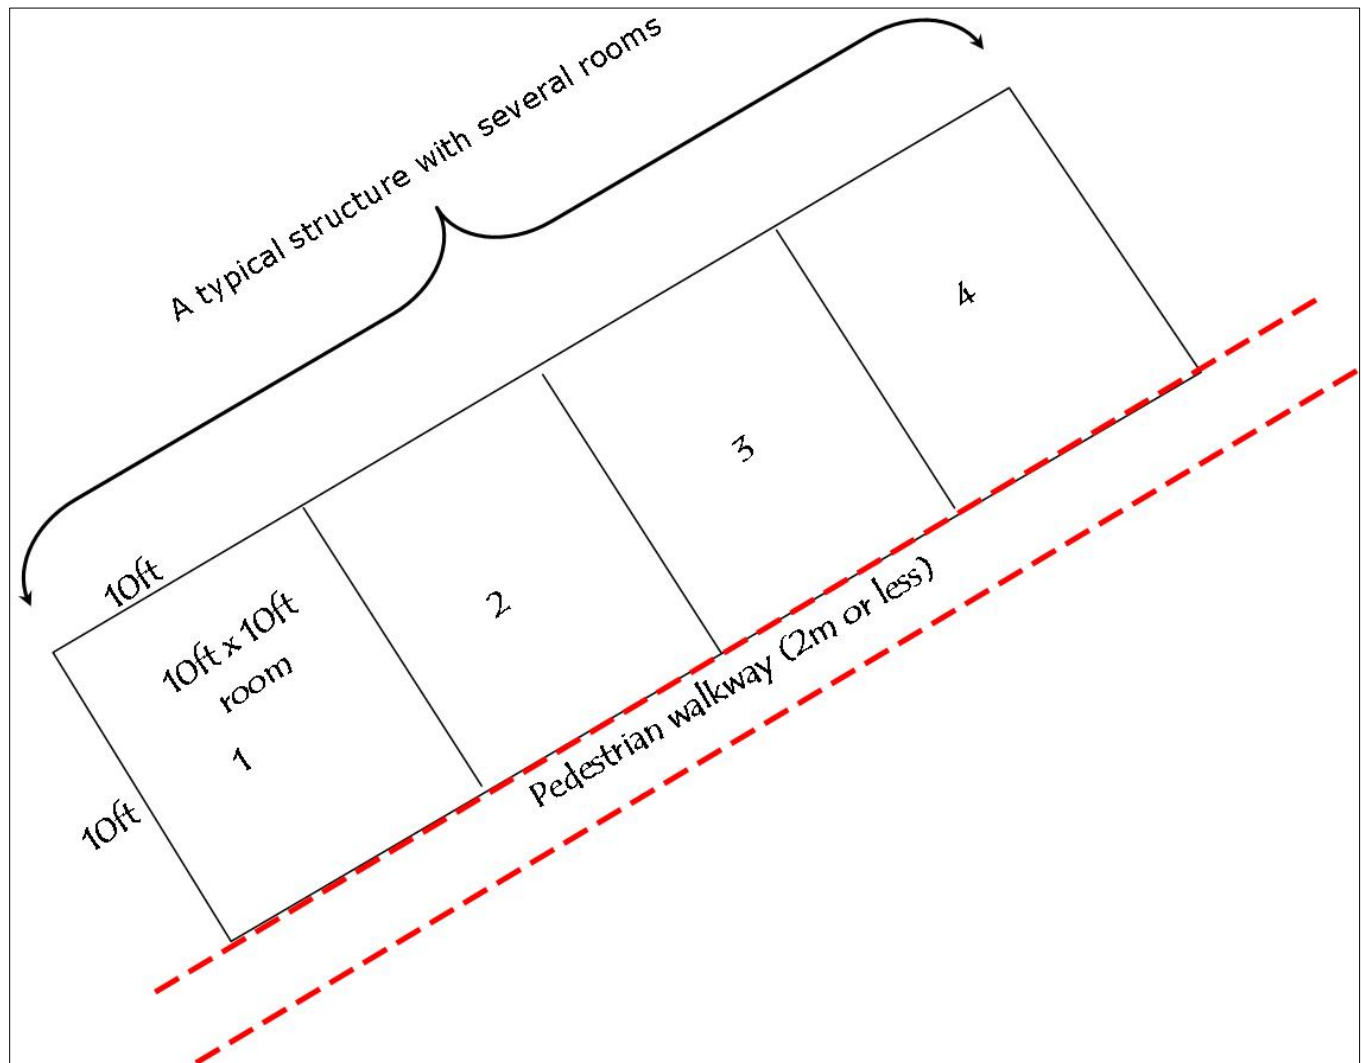 A typical structure with several rooms
10ft
10ft x 10ft
room
1
10ft
2
3
4
Pedestrian walkway (2m or less)